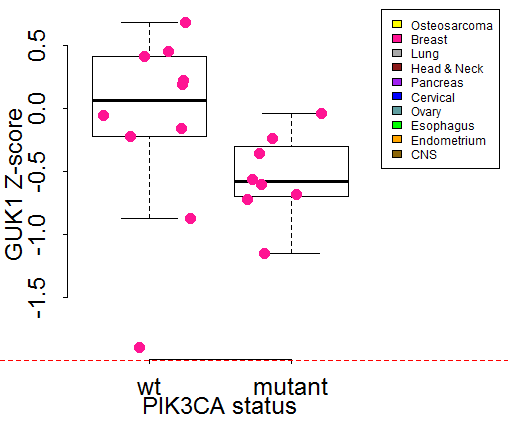 GUK1 Z-score
0.5
0.0
-0.5
-1.0
-1.5
wt mutant
PIK3CA status
Osteosarcoma
Breast
Lung
Head & Neck
Pancreas
Cervical
Ovary
Esophagus
Endometrium
CNS